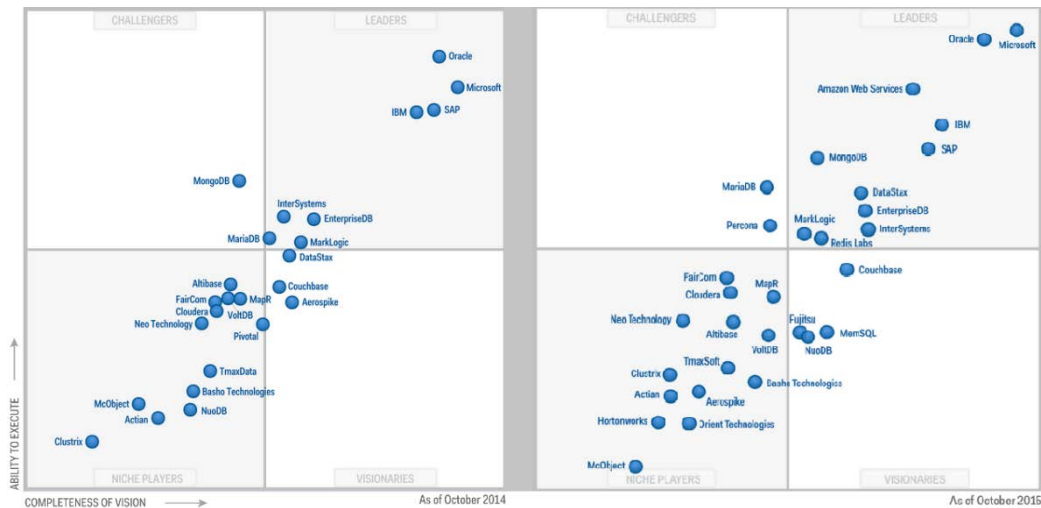 CHALLENGERS
LEADERS
Oracle
Microsoft
IBM
SAP
MongoDB
InterSystems
EnterpriseDB
MariaDB
MarkLogic
DataStax
Altibase
Couchbase
FairCom
MapR
Aerospike
Cloudera
VoltDB
Neo Technology
Pivotal
TmaxData
Basho Technologies
McObject
NuoDB
Actian
Clustrix
NICHE PLAYERS
VISIONARIES
ABILITY TO EXECUTE
COMPLETENESS OF VISION
As of October 2014
CHALLENGERS
LEADERS
Oracle
Microsoft
Amazon Web Services
IBM
SAP
MongoDB
MariaDB
DataStax
EnterpriseDB
Percona
MarkLogic
InterSystems
Redis Labs
Couchbase
FairCom
MapR
Cloudera
Neo Technology
Fujitsu
Altibase
MemSQL
VoltDB
NuoDB
TmaxSoft
Clustrix
Basho Technologies
Actian
Aerospike
Hortonworks
Orient Technologies
McObject
NICHE PLAYERS
VISIONARIES
As of October